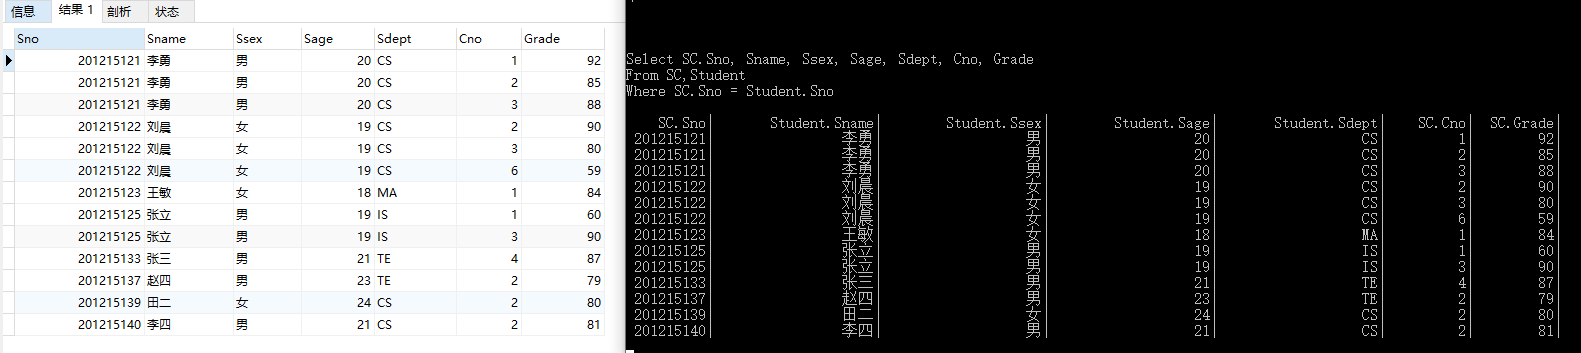 信息 结果 1 剖析 状态
Sno Sname Ssex Sage Sdept Cno Grade
201215121 李勇 男 20 CS 1 92
201215121 李勇 男 20 CS 2 85
201215121 李勇 男 20 CS 3 88
201215122 刘晨 女 19 CS 2 90
201215122 刘晨 女 19 CS 3 80
201215122 刘晨 女 19 CS 6 59
201215123 王敏 女 18 MA 1 84
201215125 张立 男 19 IS 1 60
201215125 张立 男 19 IS 3 90
201215133 张三 男 21 TE 4 87
201215137 赵四 男 23 TE 2 79
201215139 田二 女 24 CS 2 80
201215140 李四 男 21 CS 2 81
Select SC.Sno, Sname, Ssex, Sage, Sdept, Cno, Grade
From SC,Student
Where SC.Sno = Student.Sno
SC.Sno| Student.Sname| Student.Ssex| Student.Sage| Student.Sdept| SC.Cno| SC.Grade|
201215121| 李勇| 男| 20| CS| 1| 92|
201215121| 李勇| 男| 20| CS| 2| 85|
201215121| 李勇| 男| 20| CS| 3| 88|
201215122| 刘晨| 女| 19| CS| 2| 90|
201215122| 刘晨| 女| 19| CS| 3| 80|
201215122| 刘晨| 女| 19| CS| 6| 59|
201215123| 王敏| 女| 18| MA| 1| 84|
201215125| 张立| 男| 19| IS| 1| 60|
201215125| 张立| 男| 19| IS| 3| 90|
201215133| 张三| 男| 21| TE| 4| 87|
201215137| 赵四| 男| 23| TE| 2| 79|
201215139| 田二| 女| 24| CS| 2| 80|
201215140| 李四| 男| 21| CS| 2| 81|